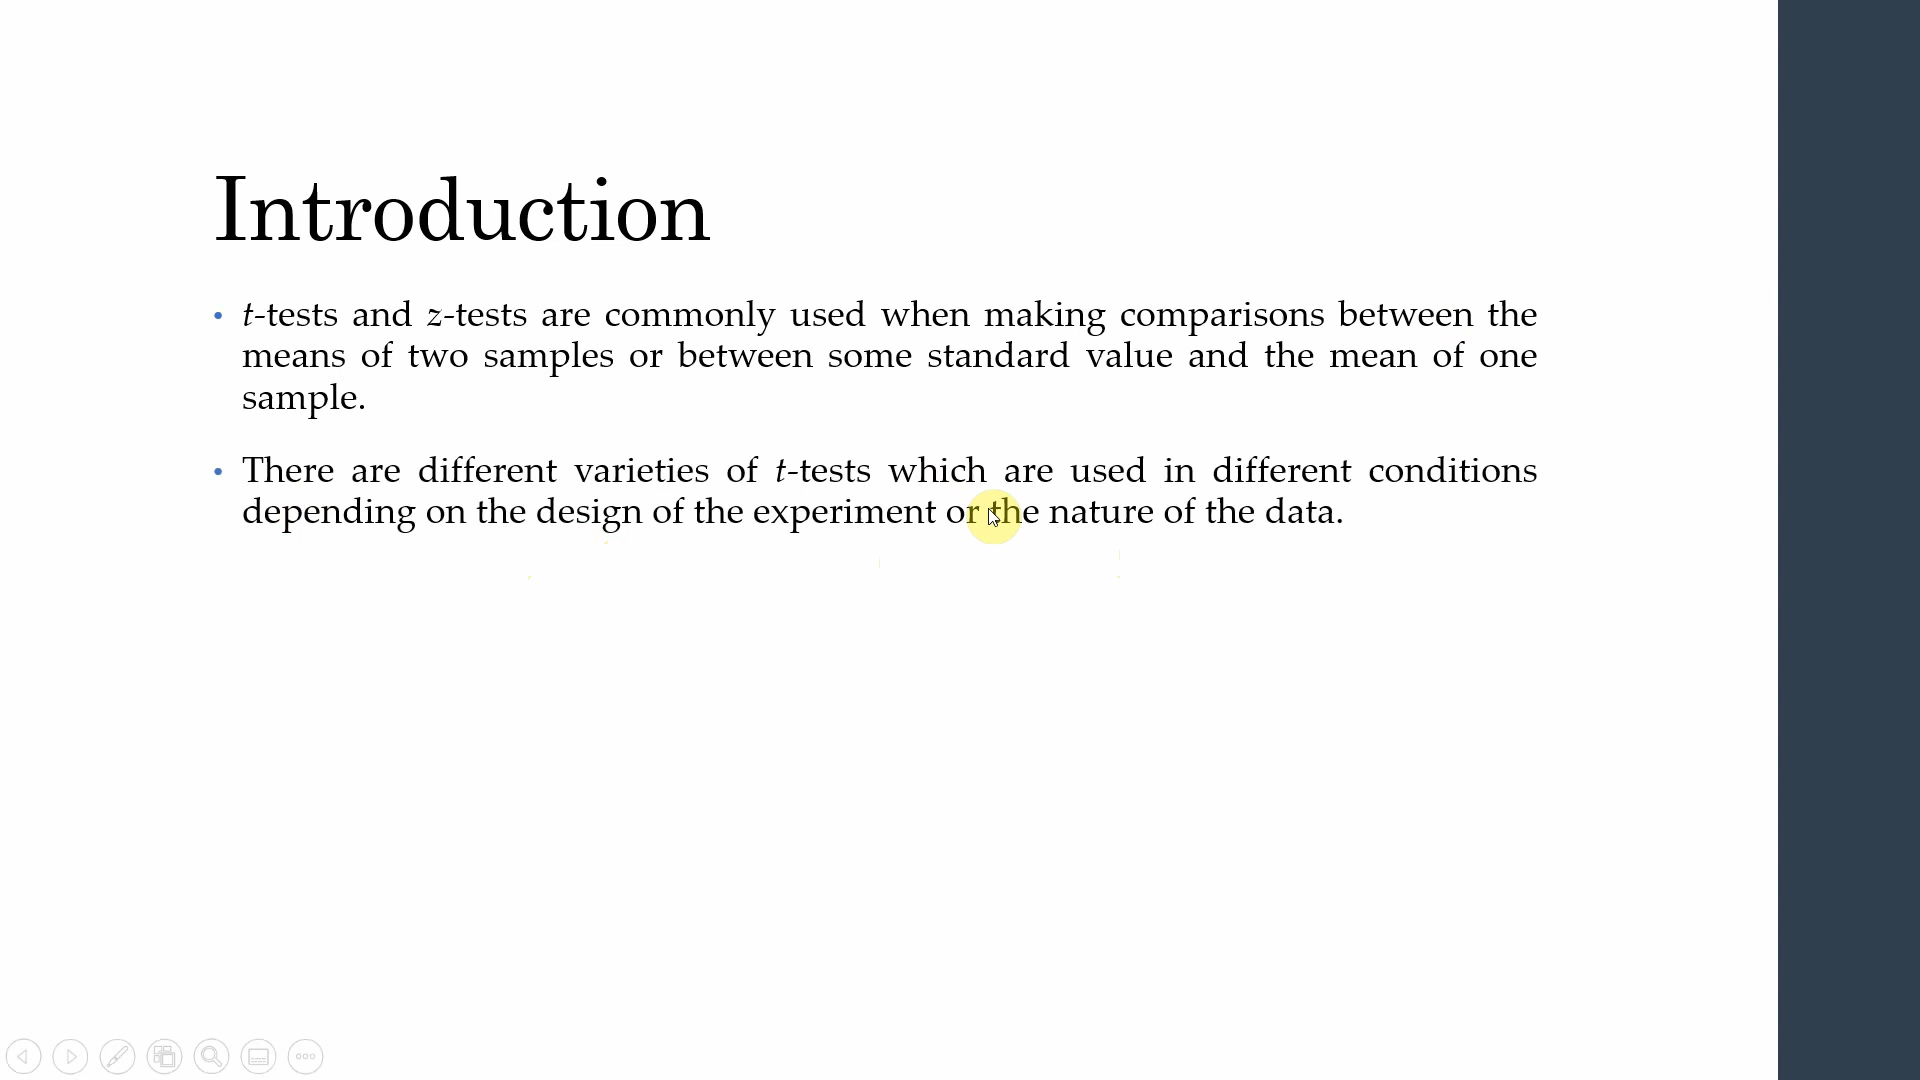 Introduction
• t-tests and z-tests are commonly used when making comparisons between the
means of two samples or between some standard value and the mean of one
sample.
• There are different varieties of t-tests which are used in different conditions
depending on the design of the experiment or the nature of the data.